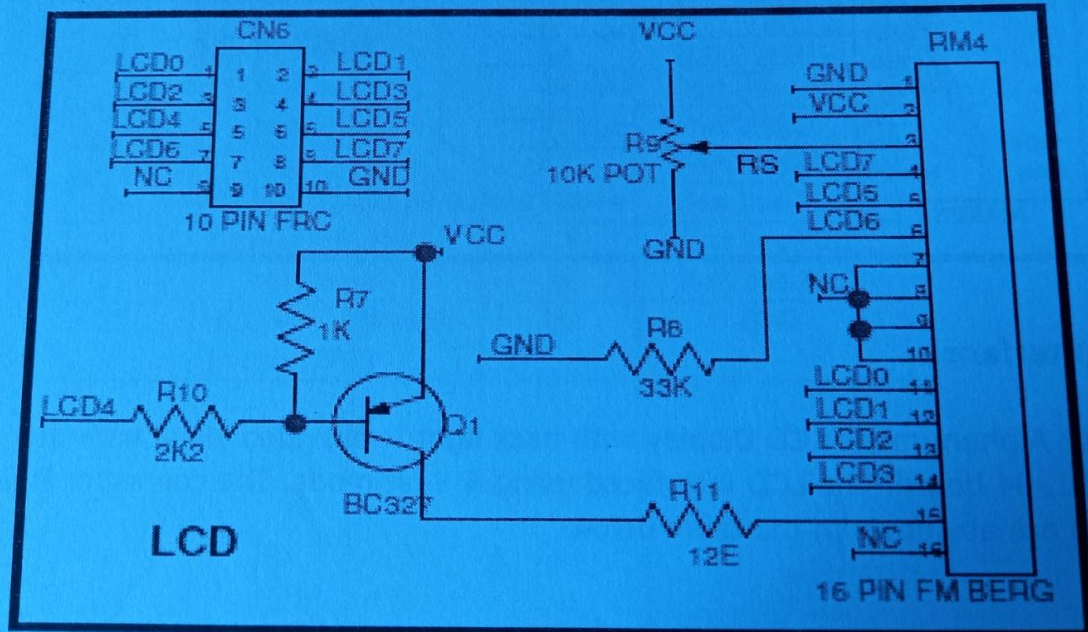 CN6
LCD0 1 1 2 2 LCD1
LCD2 3 3 4 4 LCD3
LCD4 5 5 6 LCD5
LCD6 7 7 8 LCD7
NC 9 9 10 10 GND
10 PIN FRC
VCC
R9
10K POT
RS
GND
RM4
GND 1
VCC 2
3
LCD7 4
LCD5 5
LCD6 6
7
NC 8
9
10
LCD0 11
LCD1 12
LCD2 13
LCD3 14
15
NC 16
16 PIN FM BERG
VCC
R7
1K
GND
R8
33K
LCD4
R10
2K2
Q1
BC327
R11
12E
LCD